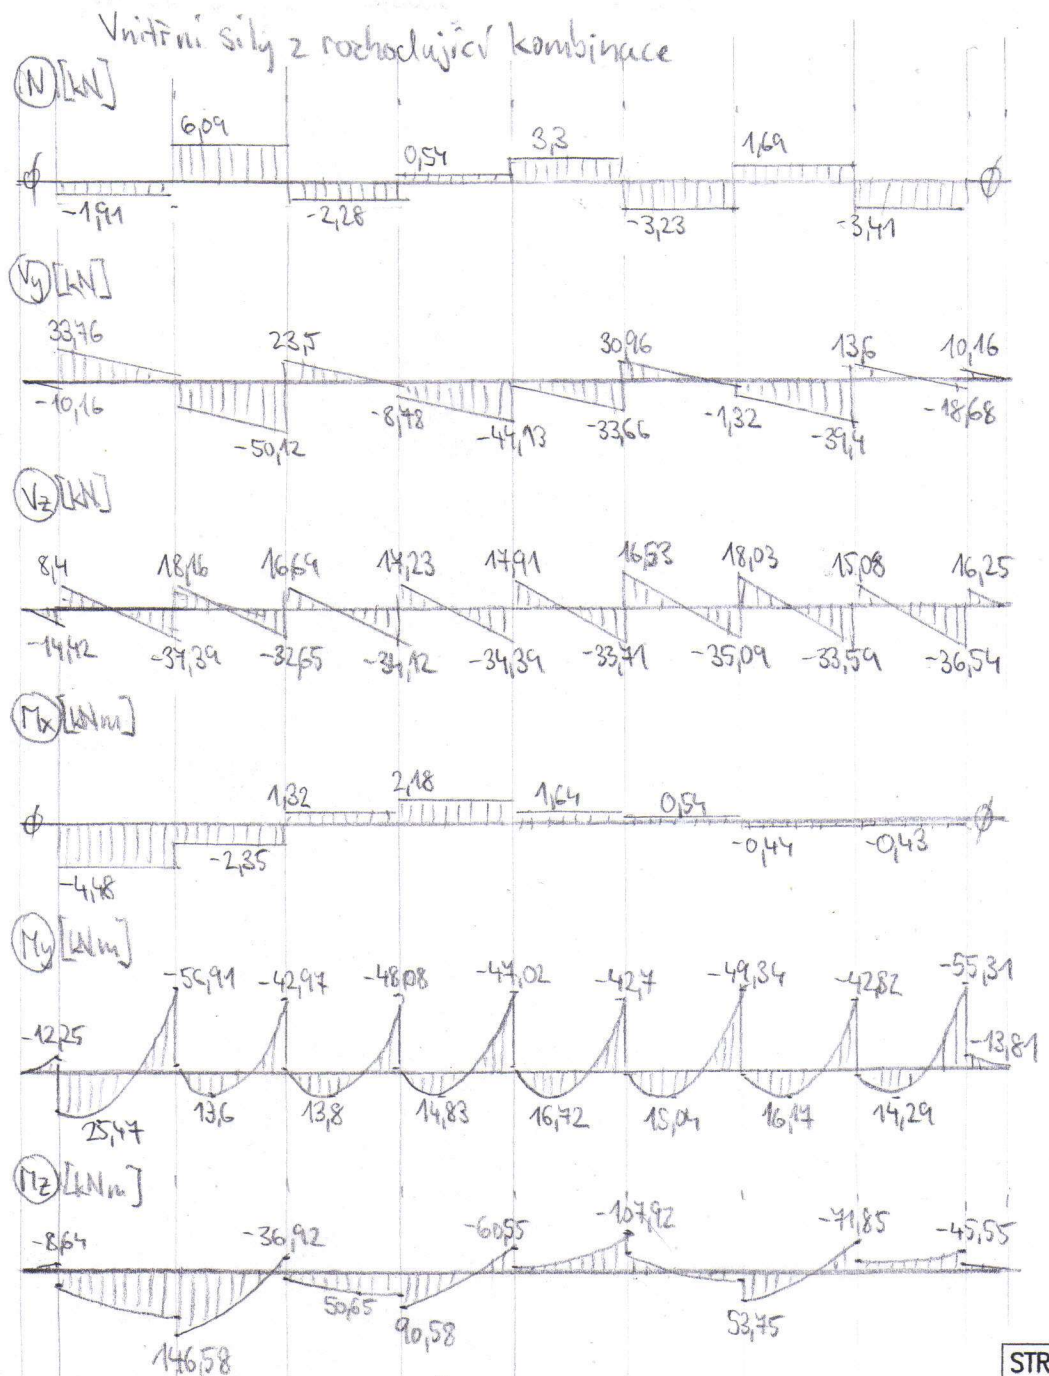 Vnitřní síly z rozhodující kombinace
N [kN]
6,09 0,54 3,3 1,69
ϕ ϕ
-1,91 -2,28 -3,23 -3,41
Vy [kN]
33,76 23,5 30,96 13,6 10,16
-10,16 -50,12 -8,78 -44,13 -33,66 -1,32 -39,4 -18,68
Vz [kN]
8,4 18,16 16,69 17,23 17,91 16,53 18,03 15,08 16,25
-14,42 -37,39 -32,65 -34,12 -34,39 -33,71 -35,09 -33,59 -36,54
Mx [kNm]
1,32 2,18 1,64 0,54
ϕ ϕ
-4,48 -2,35 -0,44 -0,43
My [kNm]
-12,25 -56,91 -42,97 -48,08 -47,02 -42,7 -49,34 -42,82 -55,31 -13,81
25,47 13,6 13,8 14,83 16,72 15,04 16,17 14,29
Mz [kNm]
-8,64 -36,92 -60,55 -107,92 -71,85 -45,55
146,58 50,65 90,58 53,75
STR